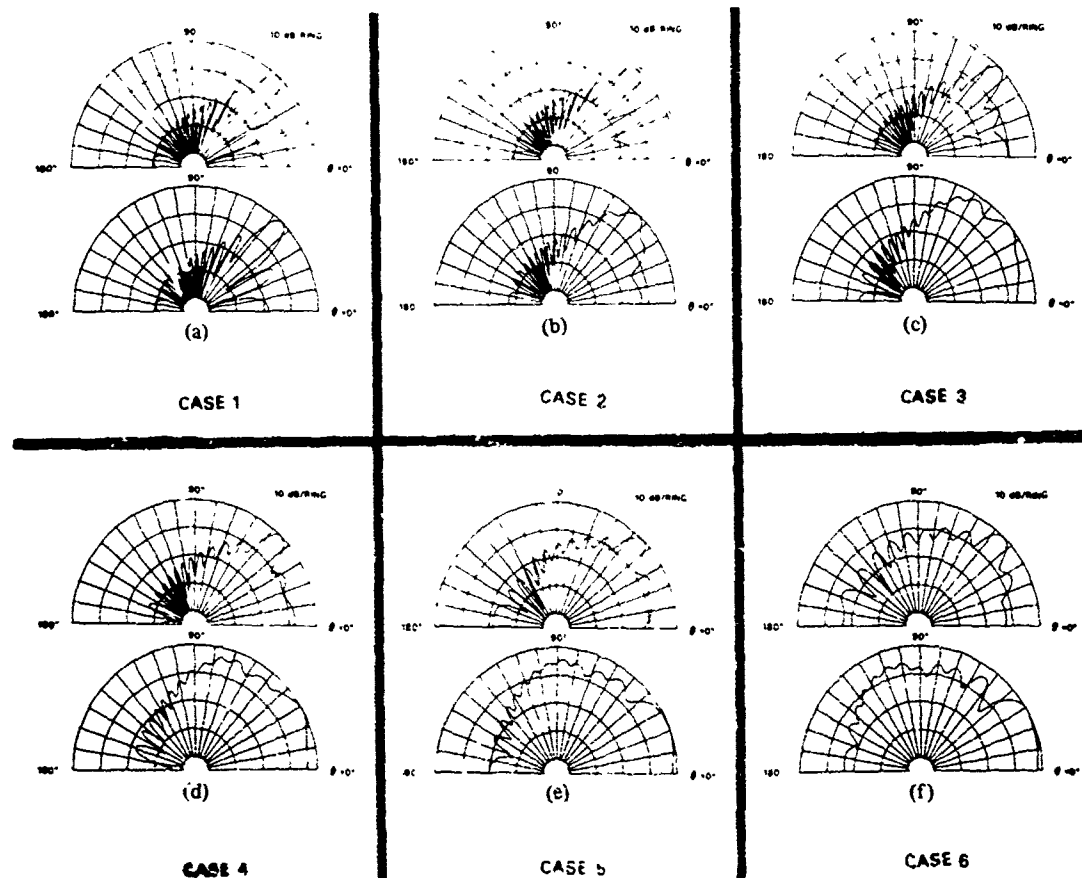 90 10 dB/RING
180° θ =0°
90°
180° θ =0°
(a)
CASE 1
90° 10 dB/RING
180° θ =0°
90
180 θ =0°
(b)
CASE 2
90° 10 dB/RING
180 θ =0°
90°
180 θ =0°
(c)
CASE 3
90° 10 dB/RING
180° θ =0°
90°
180° θ =0°
(d)
CASE 4
10 dB/RING
180° θ =0°
90°
θ =0°
(e)
CASE 5
90° 10 dB/RING
180° θ =0°
90°
180 θ =0°
(f)
CASE 6